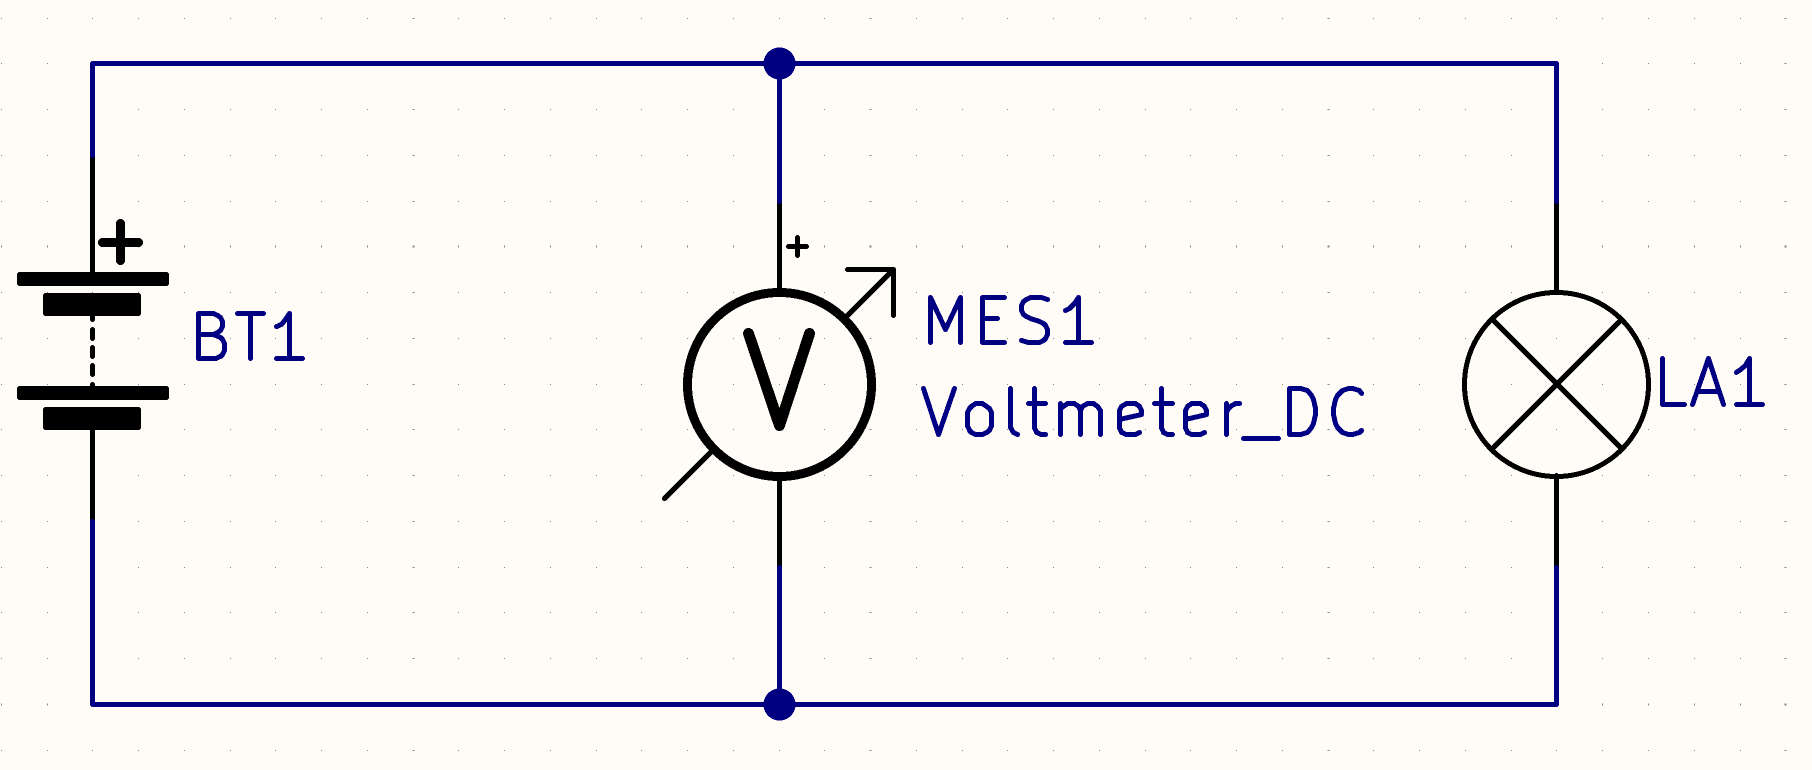 +
BT1
+
V
MES1
Voltmeter_DC
LA1